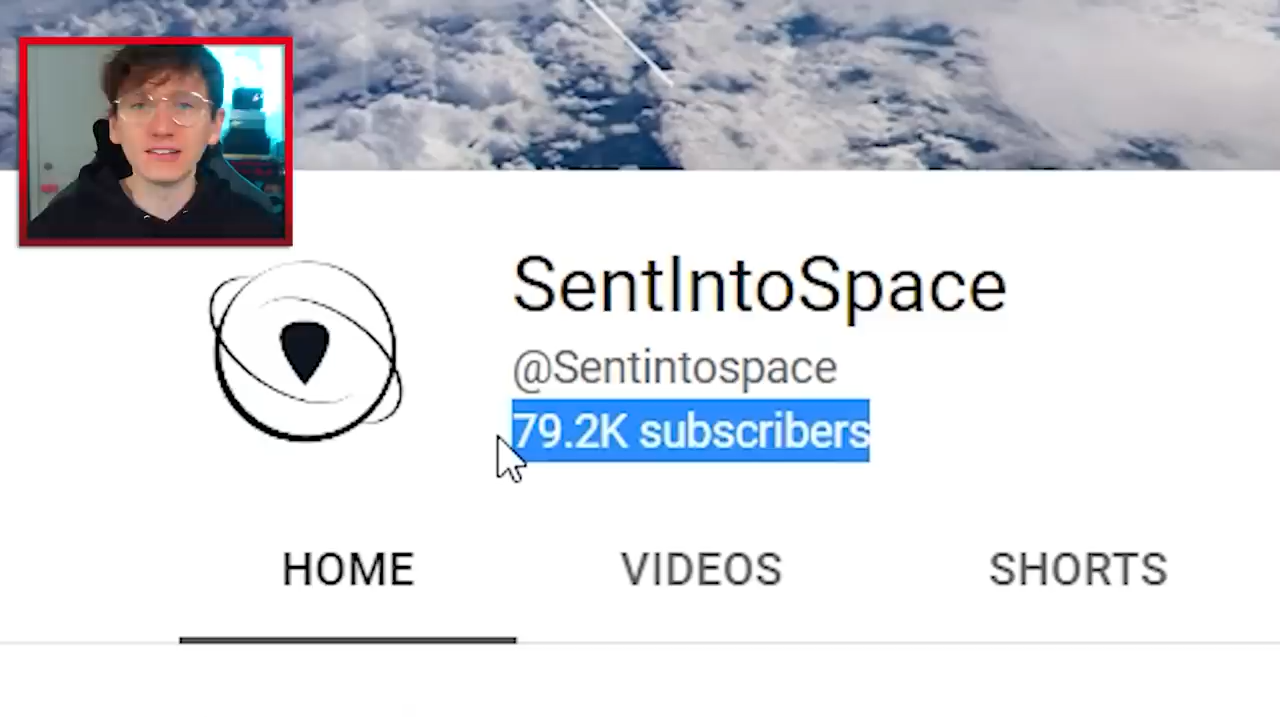 SentIntoSpace
@Sentintospace
79.2K subscribers
HOME
VIDEOS
SHORTS